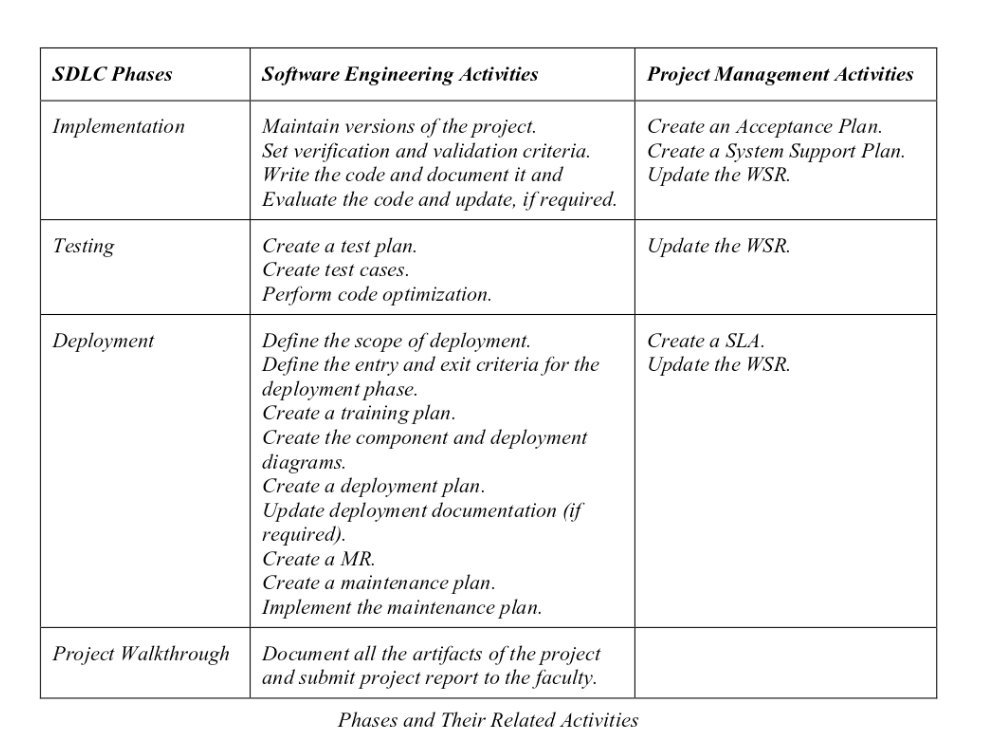 SDLC Phases
Software Engineering Activities
Project Management Activities
Implementation
Maintain versions of the project.
Set verification and validation criteria.
Write the code and document it and
Evaluate the code and update, if required.
Create an Acceptance Plan.
Create a System Support Plan.
Update the WSR.
Testing
Create a test plan.
Create test cases.
Perform code optimization.
Update the WSR.
Deployment
Define the scope of deployment.
Define the entry and exit criteria for the
deployment phase.
Create a training plan.
Create the component and deployment
diagrams.
Create a deployment plan.
Update deployment documentation (if
required).
Create a MR.
Create a maintenance plan.
Implement the maintenance plan.
Create a SLA.
Update the WSR.
Project Walkthrough
Document all the artifacts of the project
and submit project report to the faculty.
Phases and Their Related Activities